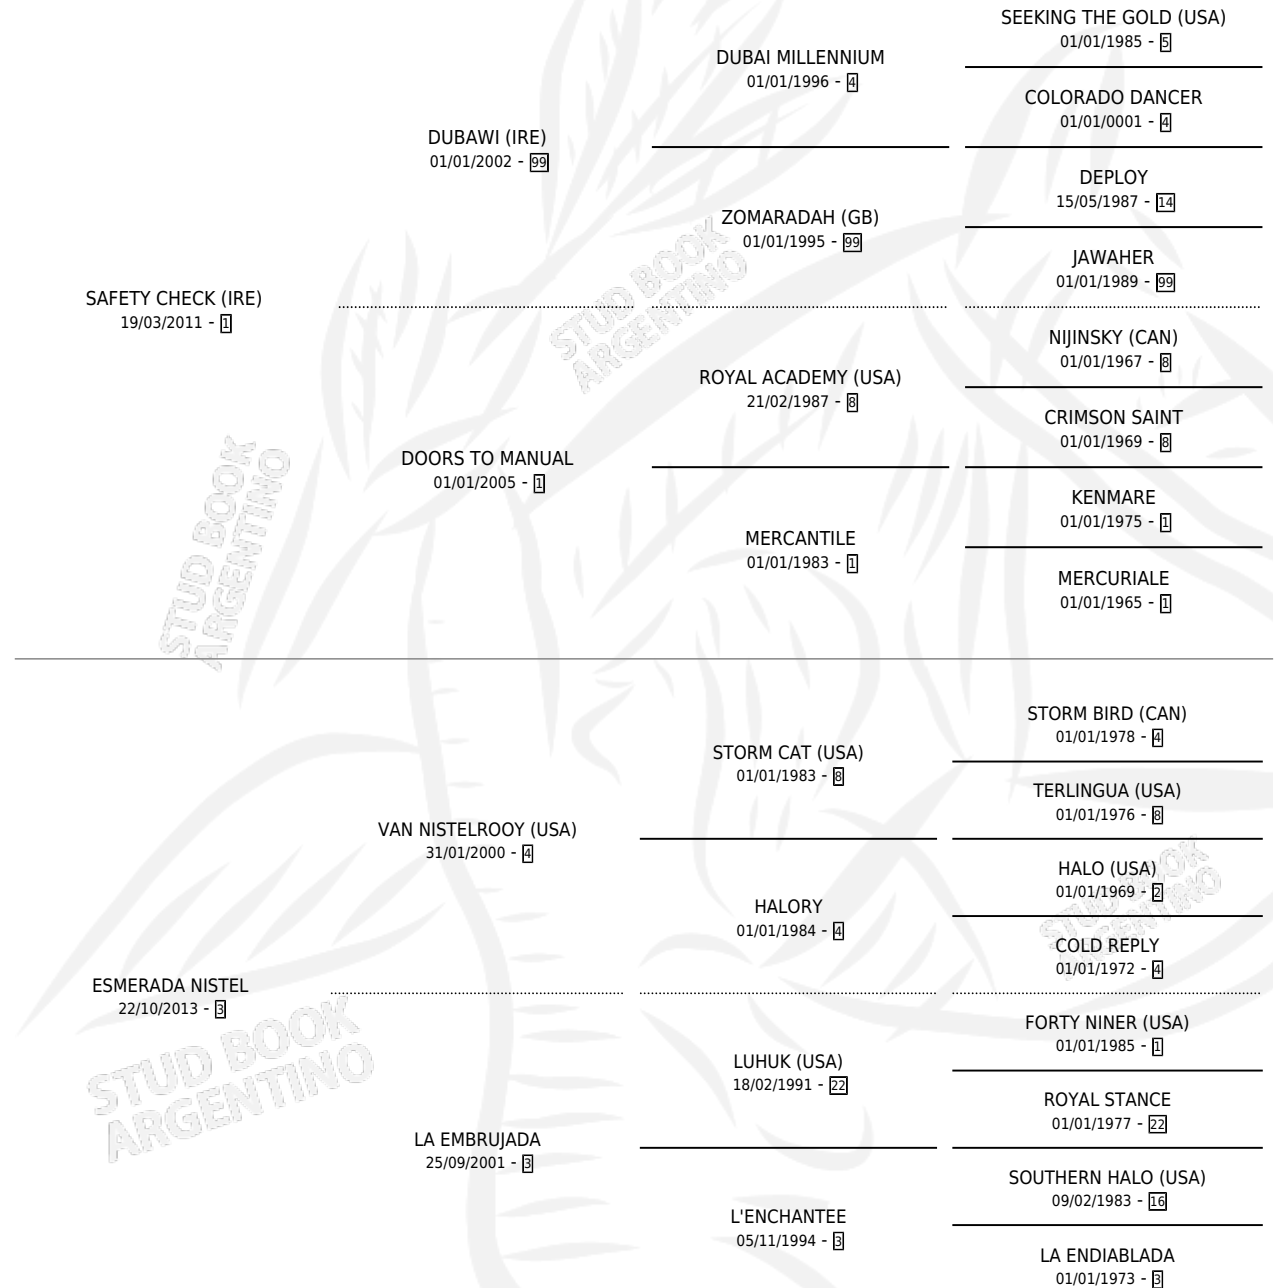 SEEKING THE GOLD (USA)
01/01/1985 - 5
DUBAI MILLENNIUM
01/01/1996 - 4
COLORADO DANCER
01/01/0001 - 4
DUBAWI (IRE)
01/01/2002 - 99
DEPLOY
15/05/1987 - 14
ZOMARADAH (GB)
01/01/1995 - 99
JAWAHER
01/01/1989 - 99
SAFETY CHECK (IRE)
19/03/2011 - 1
NIJINSKY (CAN)
01/01/1967 - 8
ROYAL ACADEMY (USA)
21/02/1987 - 8
CRIMSON SAINT
01/01/1969 - 8
DOORS TO MANUAL
01/01/2005 - 1
KENMARE
01/01/1975 - 1
MERCANTILE
01/01/1983 - 1
MERCURIALE
01/01/1965 - 1
STORM BIRD (CAN)
01/01/1978 - 4
STORM CAT (USA)
01/01/1983 - 8
TERLINGUA (USA)
01/01/1976 - 8
VAN NISTELROOY (USA)
31/01/2000 - 4
HALO (USA)
01/01/1969 - 2
HALORY
01/01/1984 - 4
COLD REPLY
01/01/1972 - 4
ESMERADA NISTEL
22/10/2013 - 3
FORTY NINER (USA)
01/01/1985 - 1
LUHUK (USA)
18/02/1991 - 22
ROYAL STANCE
01/01/1977 - 22
LA EMBRUJADA
25/09/2001 - 3
SOUTHERN HALO (USA)
09/02/1983 - 16
L'ENCHANTEE
05/11/1994 - 3
LA ENDIABLADA
01/01/1973 - 3
STUD BOOK
ARGENTINO
STUD BOOK
ARGENTINO
STUD BOOK
ARGENTINO
STUD BOOK
ARGENTINO